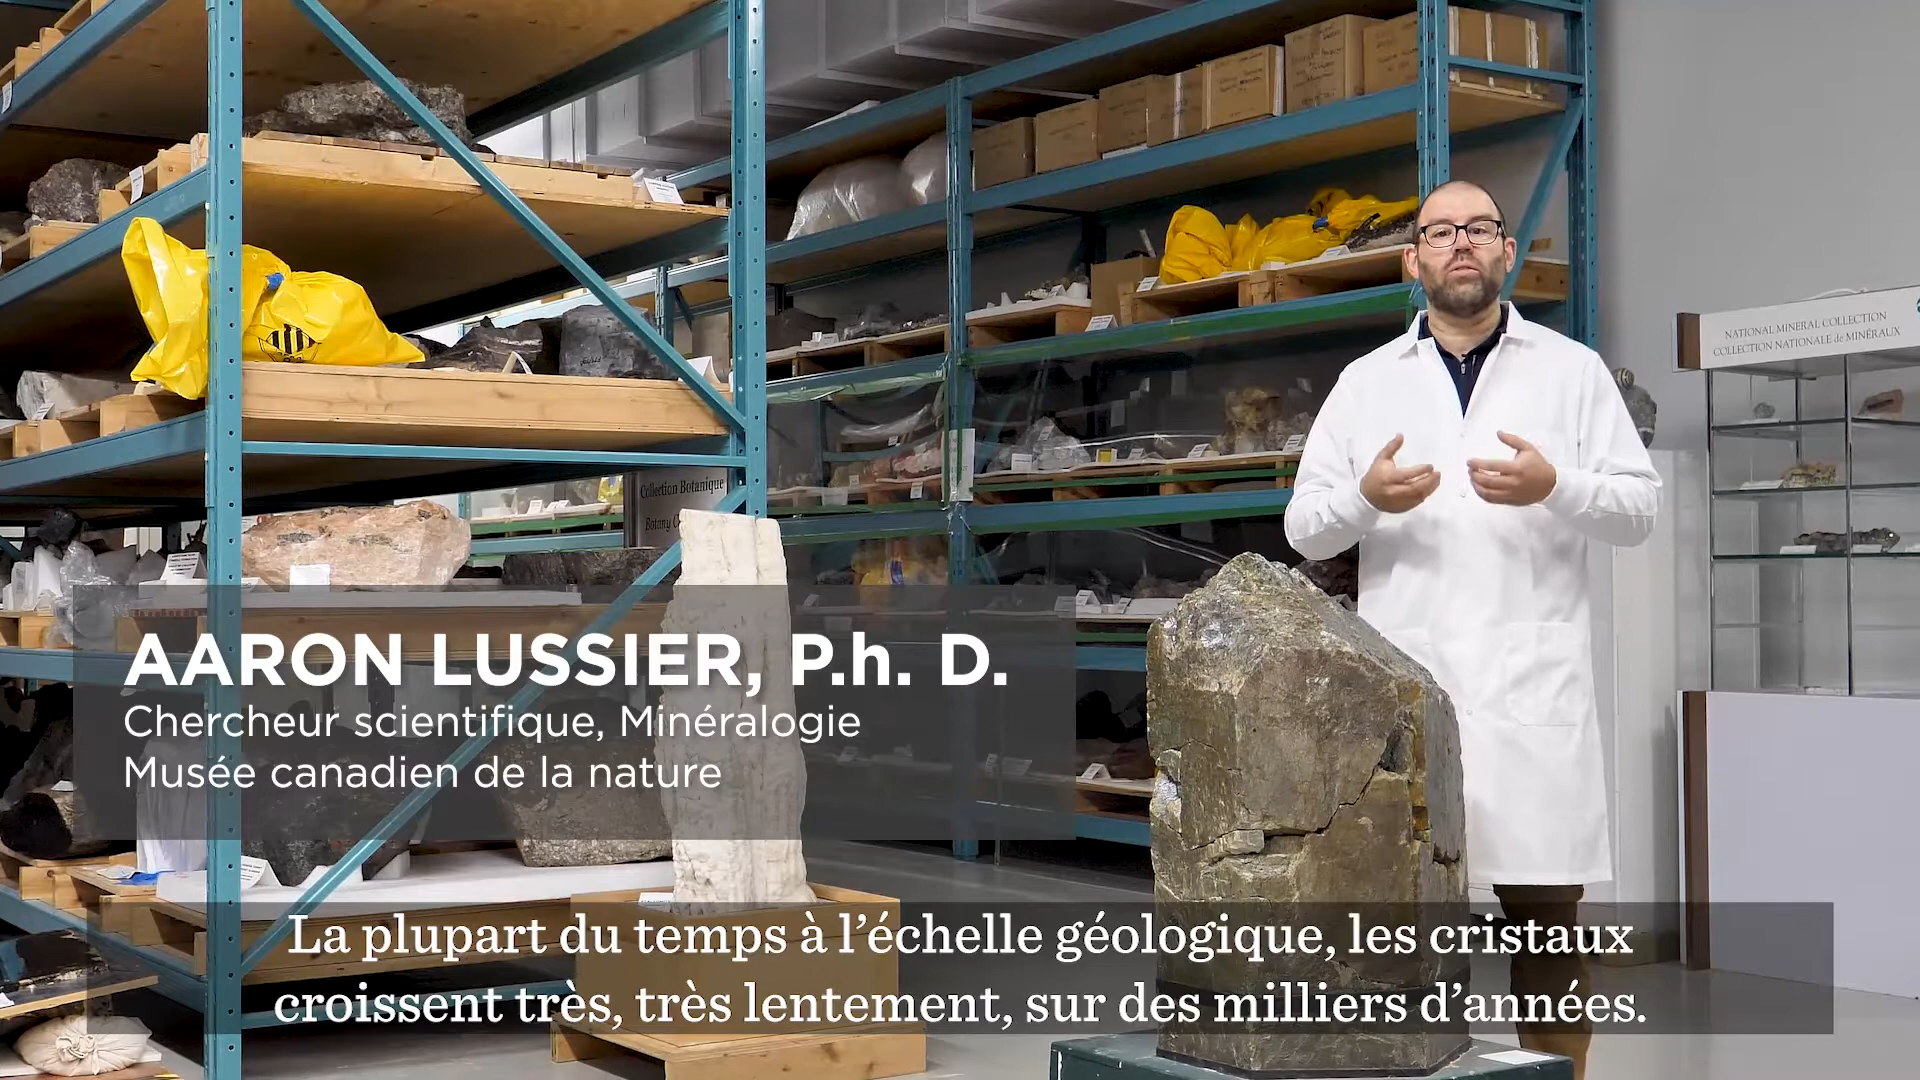 NATIONAL MINERAL COLLECTION
COLLECTION NATIONALE de MINÉRAUX
Collection Botanique
Botany
AARON LUSSIER, P.h. D.
Chercheur scientifique, Minéralogie
Musée canadien de la nature
La plupart du temps à l’échelle géologique, les cristaux
croissent très, très lentement, sur des milliers d’années.